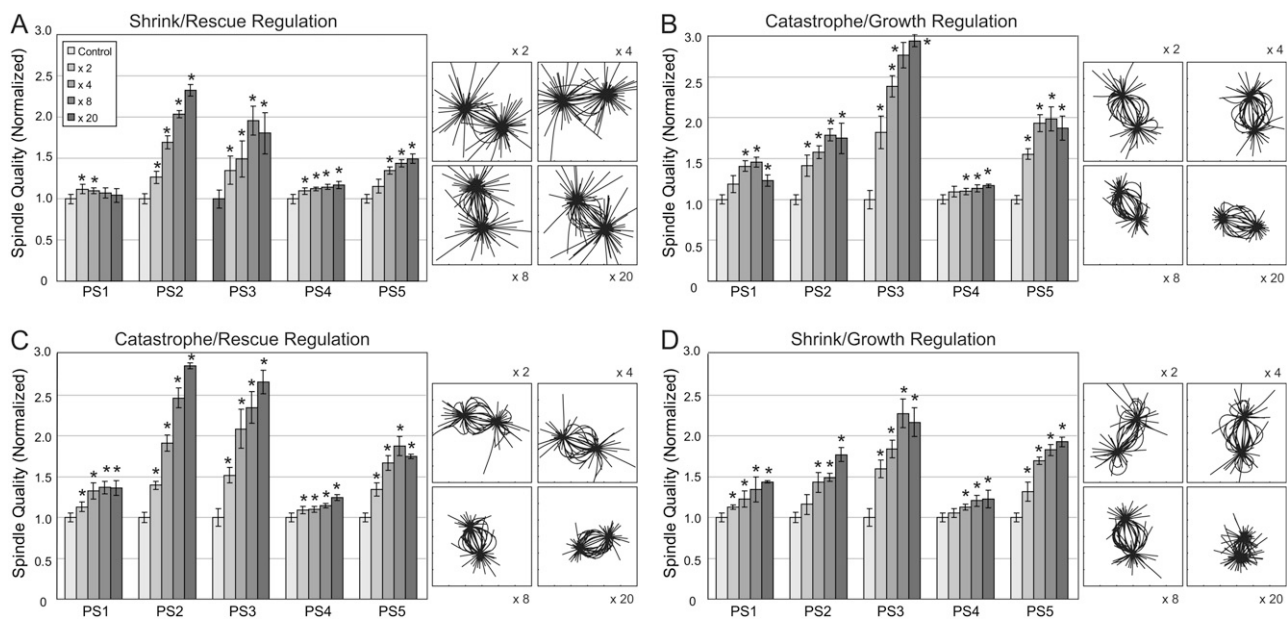 A
Shrink/Rescue Regulation
Spindle Quality (Normalized)
3.0
2.5
2.0
1.5
1.0
0.5
0
Control
x 2
x 4
x 8
x 20
* * * * * * * * * * * * * * * * *
PS1 PS2 PS3 PS4 PS5
x 2 x 4
x 8 x 20
B
Catastrophe/Growth Regulation
Spindle Quality (Normalized)
3.0
2.5
2.0
1.5
1.0
0.5
0
* * * * * * * * * * * * * * * * *
PS1 PS2 PS3 PS4 PS5
x 2 x 4
x 8 x 20
C
Catastrophe/Rescue Regulation
Spindle Quality (Normalized)
3.0
2.5
2.0
1.5
1.0
0.5
0
* * * * * * * * * * * * * * * * * * * *
PS1 PS2 PS3 PS4 PS5
x 2 x 4
x 8 x 20
D
Shrink/Growth Regulation
Spindle Quality (Normalized)
3.0
2.5
2.0
1.5
1.0
0.5
0
* * * * * * * * * * * * * * * * * *
PS1 PS2 PS3 PS4 PS5
x 2 x 4
x 8 x 20